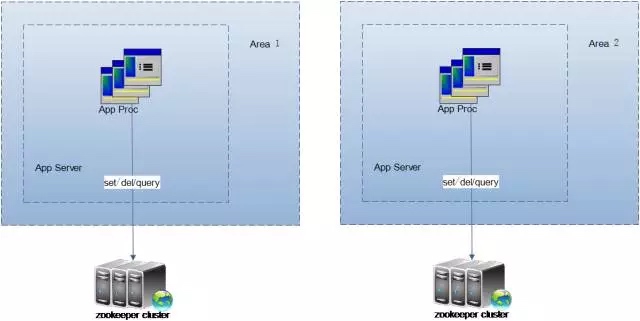 Area 1
App Proc
App Server
set/del/query
zookeeper cluster
Area 2
App Proc
App Server
set/del/query
zookeeper cluster